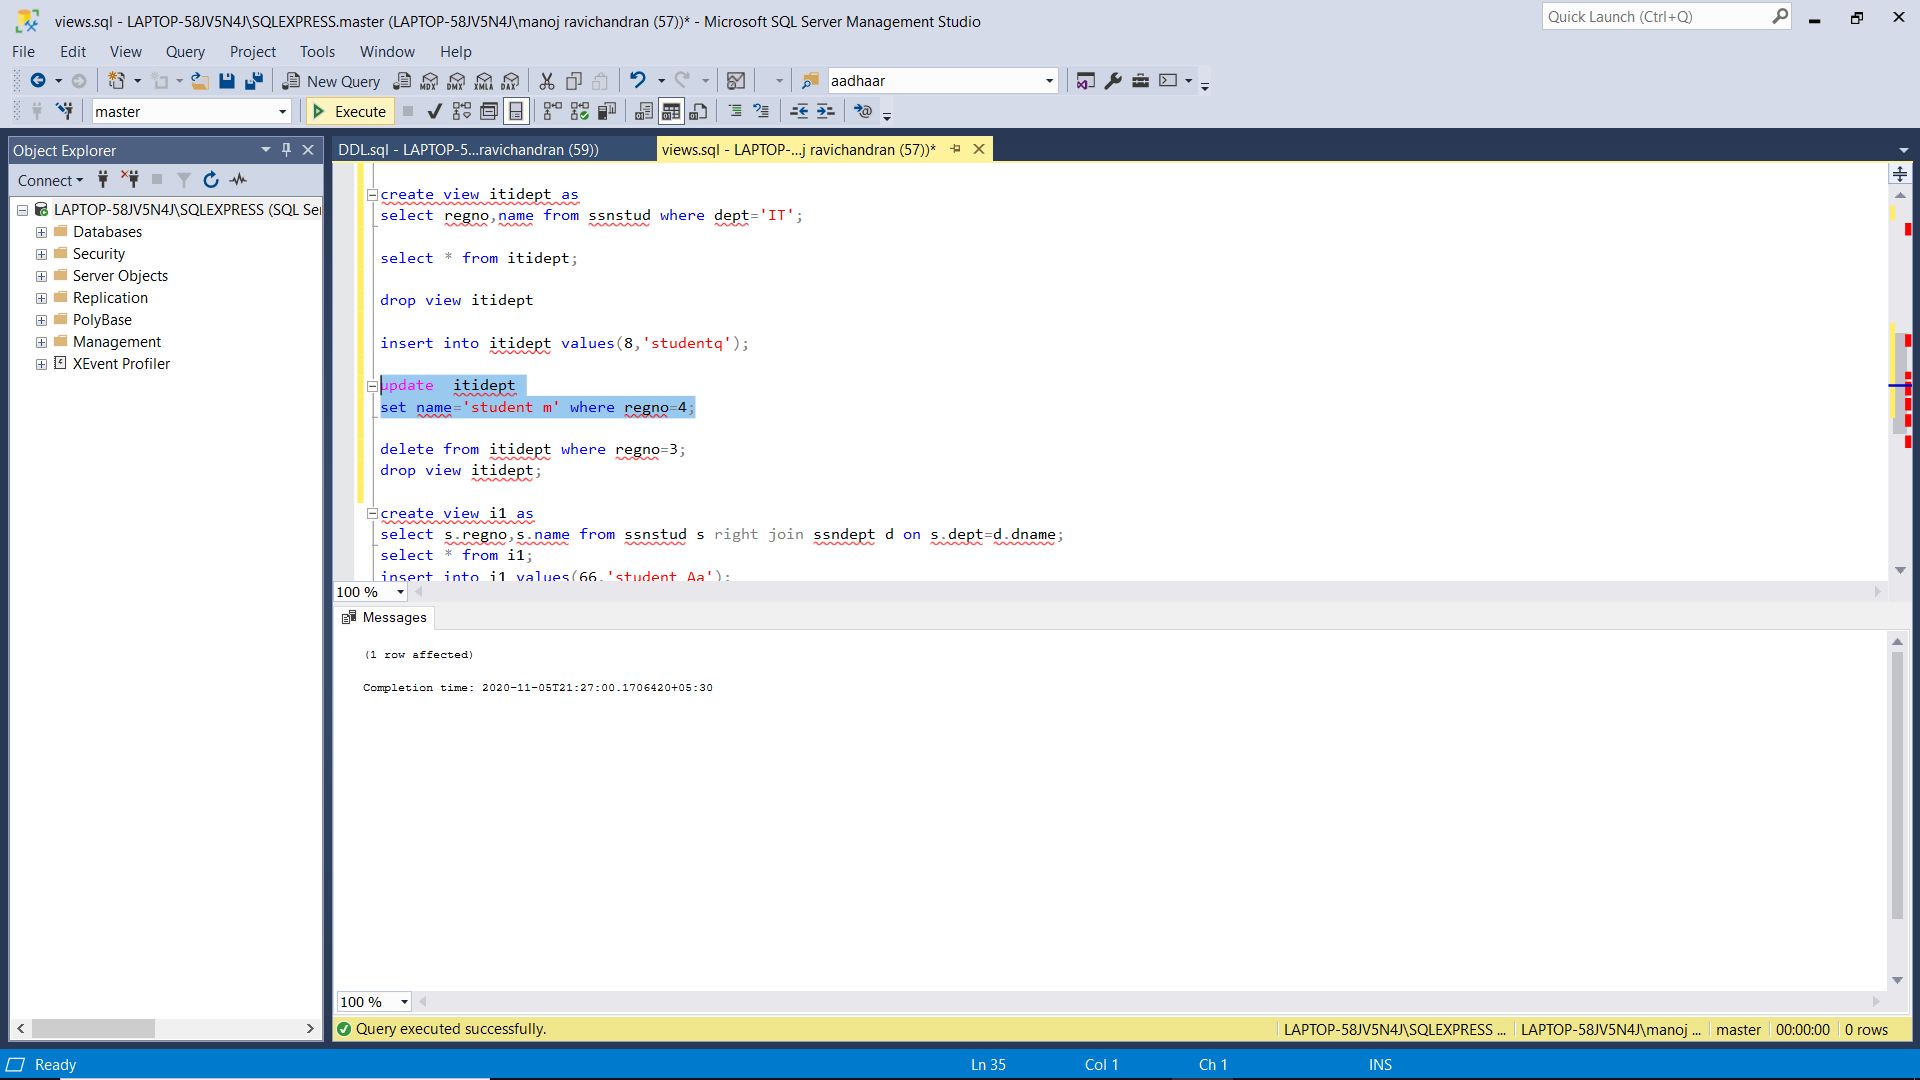 views.sql - LAPTOP-58JV5N4J\SQLEXPRESS.master (LAPTOP-58JV5N4J\manoj ravichandran (57))* - Microsoft SQL Server Management Studio
Quick Launch (Ctrl+Q)
File Edit View Query Project Tools Window Help
New Query
MDX DMX XMLA DAX
aadhaar
master
Execute
Object Explorer
DDL.sql - LAPTOP-5...ravichandran (59))
views.sql - LAPTOP-...j ravichandran (57))*
Connect
LAPTOP-58JV5N4J\SQLEXPRESS (SQL Se
Databases
Security
Server Objects
Replication
PolyBase
Management
XEvent Profiler
create view itidept as
select regno,name from ssnstud where dept='IT';
select * from itidept;
drop view itidept
insert into itidept values(8,'studentq');
update  itidept
set name='student m' where regno=4;
delete from itidept where regno=3;
drop view itidept;
create view i1 as
select s.regno,s.name from ssnstud s right join ssndept d on s.dept=d.dname;
select * from i1;
insert into i1 values(66,'student Aa');
100 %
Messages
(1 row affected)
Completion time: 2020-11-05T21:27:00.1706420+05:30
100 %
Query executed successfully.
LAPTOP-58JV5N4J\SQLEXPRESS ... LAPTOP-58JV5N4J\manoj ... master 00:00:00 0 rows
Ready
Ln 35 Col 1 Ch 1 INS